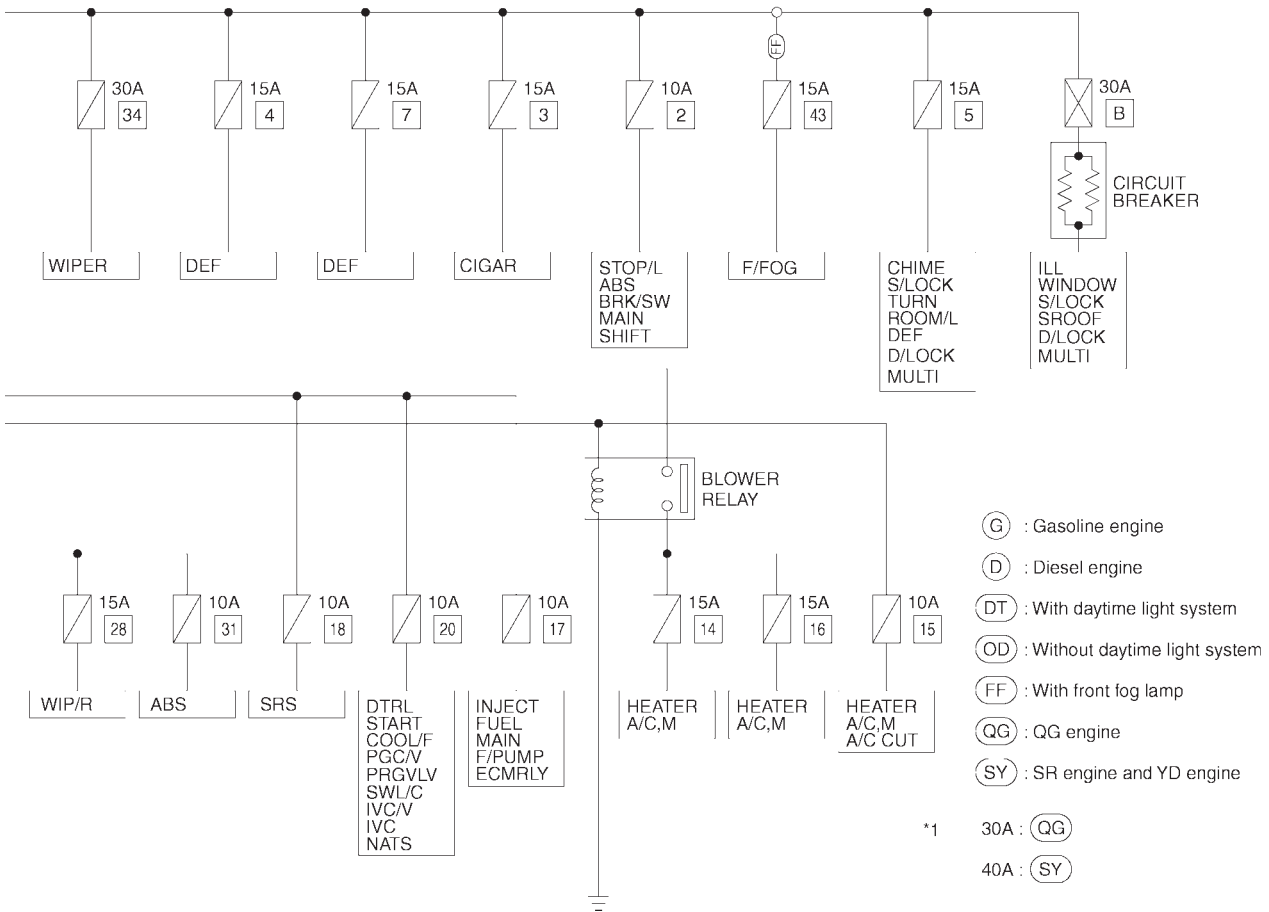 FF
30A
34
15A
4
15A
7
15A
3
10A
2
15A
43
15A
5
30A
B
CIRCUIT
BREAKER
WIPER
DEF
DEF
CIGAR
STOP/L
ABS
BRK/SW
MAIN
SHIFT
F/FOG
CHIME
S/LOCK
TURN
ROOM/L
DEF
D/LOCK
MULTI
ILL
WINDOW
S/LOCK
SROOF
D/LOCK
MULTI
BLOWER
RELAY
15A
28
10A
31
10A
18
10A
20
10A
17
15A
14
15A
16
10A
15
WIP/R
ABS
SRS
DTRL
START
COOL/F
PGC/V
PRGVLV
SWL/C
IVC/V
IVC
NATS
INJECT
FUEL
MAIN
F/PUMP
ECMRLY
HEATER
A/C,M
HEATER
A/C,M
HEATER
A/C,M
A/C CUT
G : Gasoline engine
D : Diesel engine
DT : With daytime light system
OD : Without daytime light system
FF : With front fog lamp
QG : QG engine
SY : SR engine and YD engine
*1 30A : QG
40A : SY